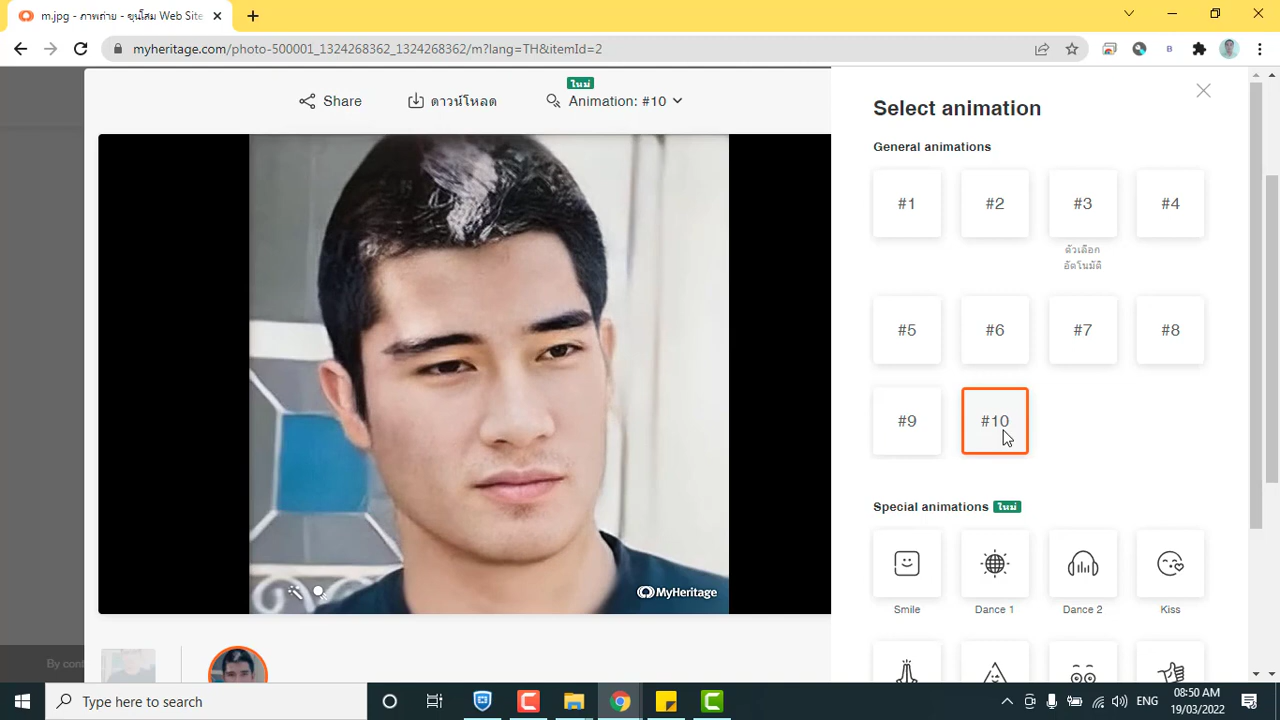 m.jpg - ภาพถ่าย - ขุนโสม Web Site
myheritage.com/photo-500001_1324268362_1324268362/m?lang=TH&itemId=2
B
ใหม่
Share
ดาวน์โหลด
Animation: #10
Select animation
General animations
#1
#2
#3
#4
ตัวเลือก
อัตโนมัติ
#5
#6
#7
#8
#9
#10
Special animations ใหม่
Smile
Dance 1
Dance 2
Kiss
MyHeritage
By cont
Type here to search
ENG
08:50 AM
19/03/2022